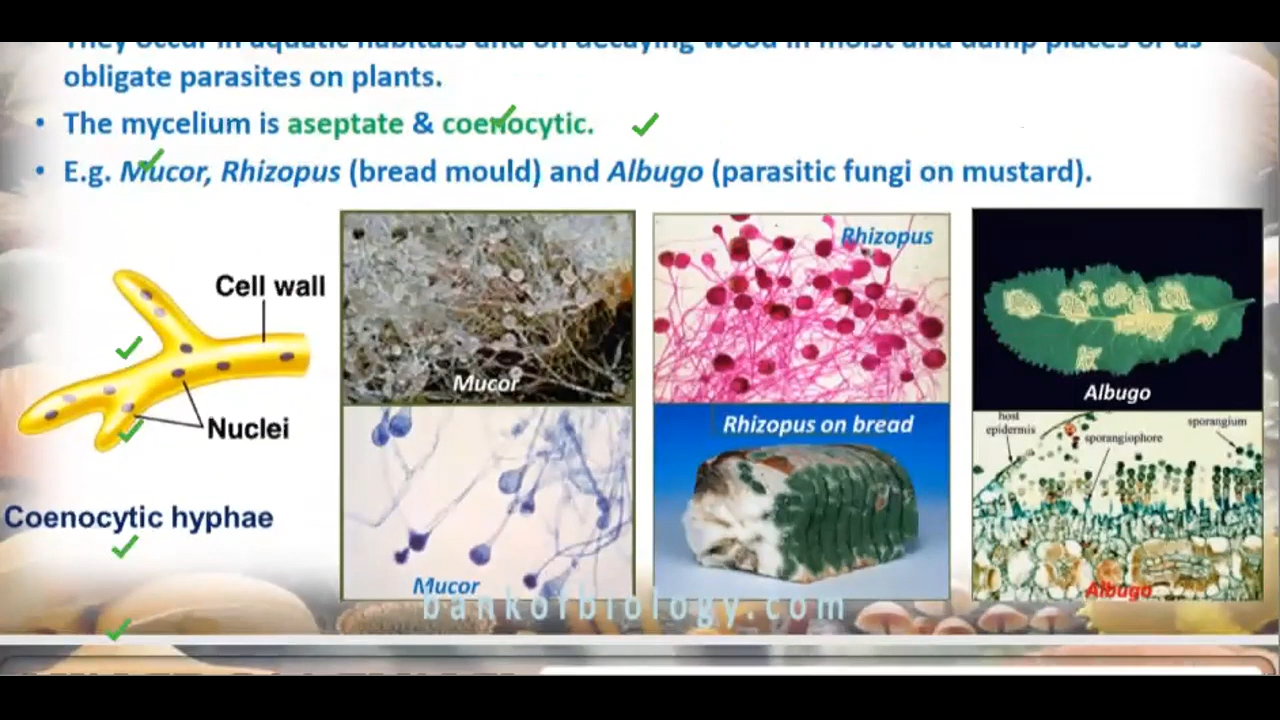 They occur in aquatic habitats and on decaying wood in moist and damp places or as
obligate parasites on plants.
• The mycelium is aseptate & coenocytic.
• E.g. Mucor, Rhizopus (bread mould) and Albugo (parasitic fungi on mustard).
Cell wall
Nuclei
Coenocytic hyphae
Mucor
Mucor
Rhizopus
Rhizopus on bread
Albugo
host
epidermis
sporangiophore
sporangium
Albugo
bankofbiology.com